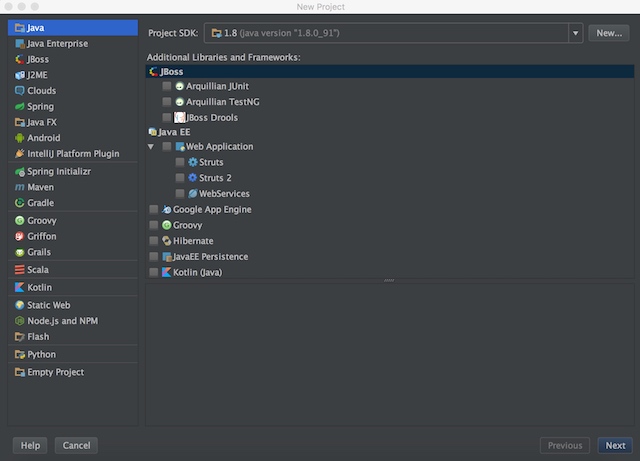 New Project
Java
Java Enterprise
JBoss
J2ME
Clouds
Spring
Java FX
Android
IntelliJ Platform Plugin
Spring Initializr
Maven
Gradle
Groovy
Griffon
Grails
Scala
Kotlin
Static Web
Node.js and NPM
Flash
Python
Empty Project
Project SDK: 1.8 (java version "1.8.0_91") New...
Additional Libraries and Frameworks:
JBoss
Arquillian JUnit
Arquillian TestNG
JBoss Drools
Java EE
Web Application
Struts
Struts 2
WebServices
Google App Engine
Groovy
Hibernate
JavaEE Persistence
Kotlin (Java)
Help Cancel Previous Next